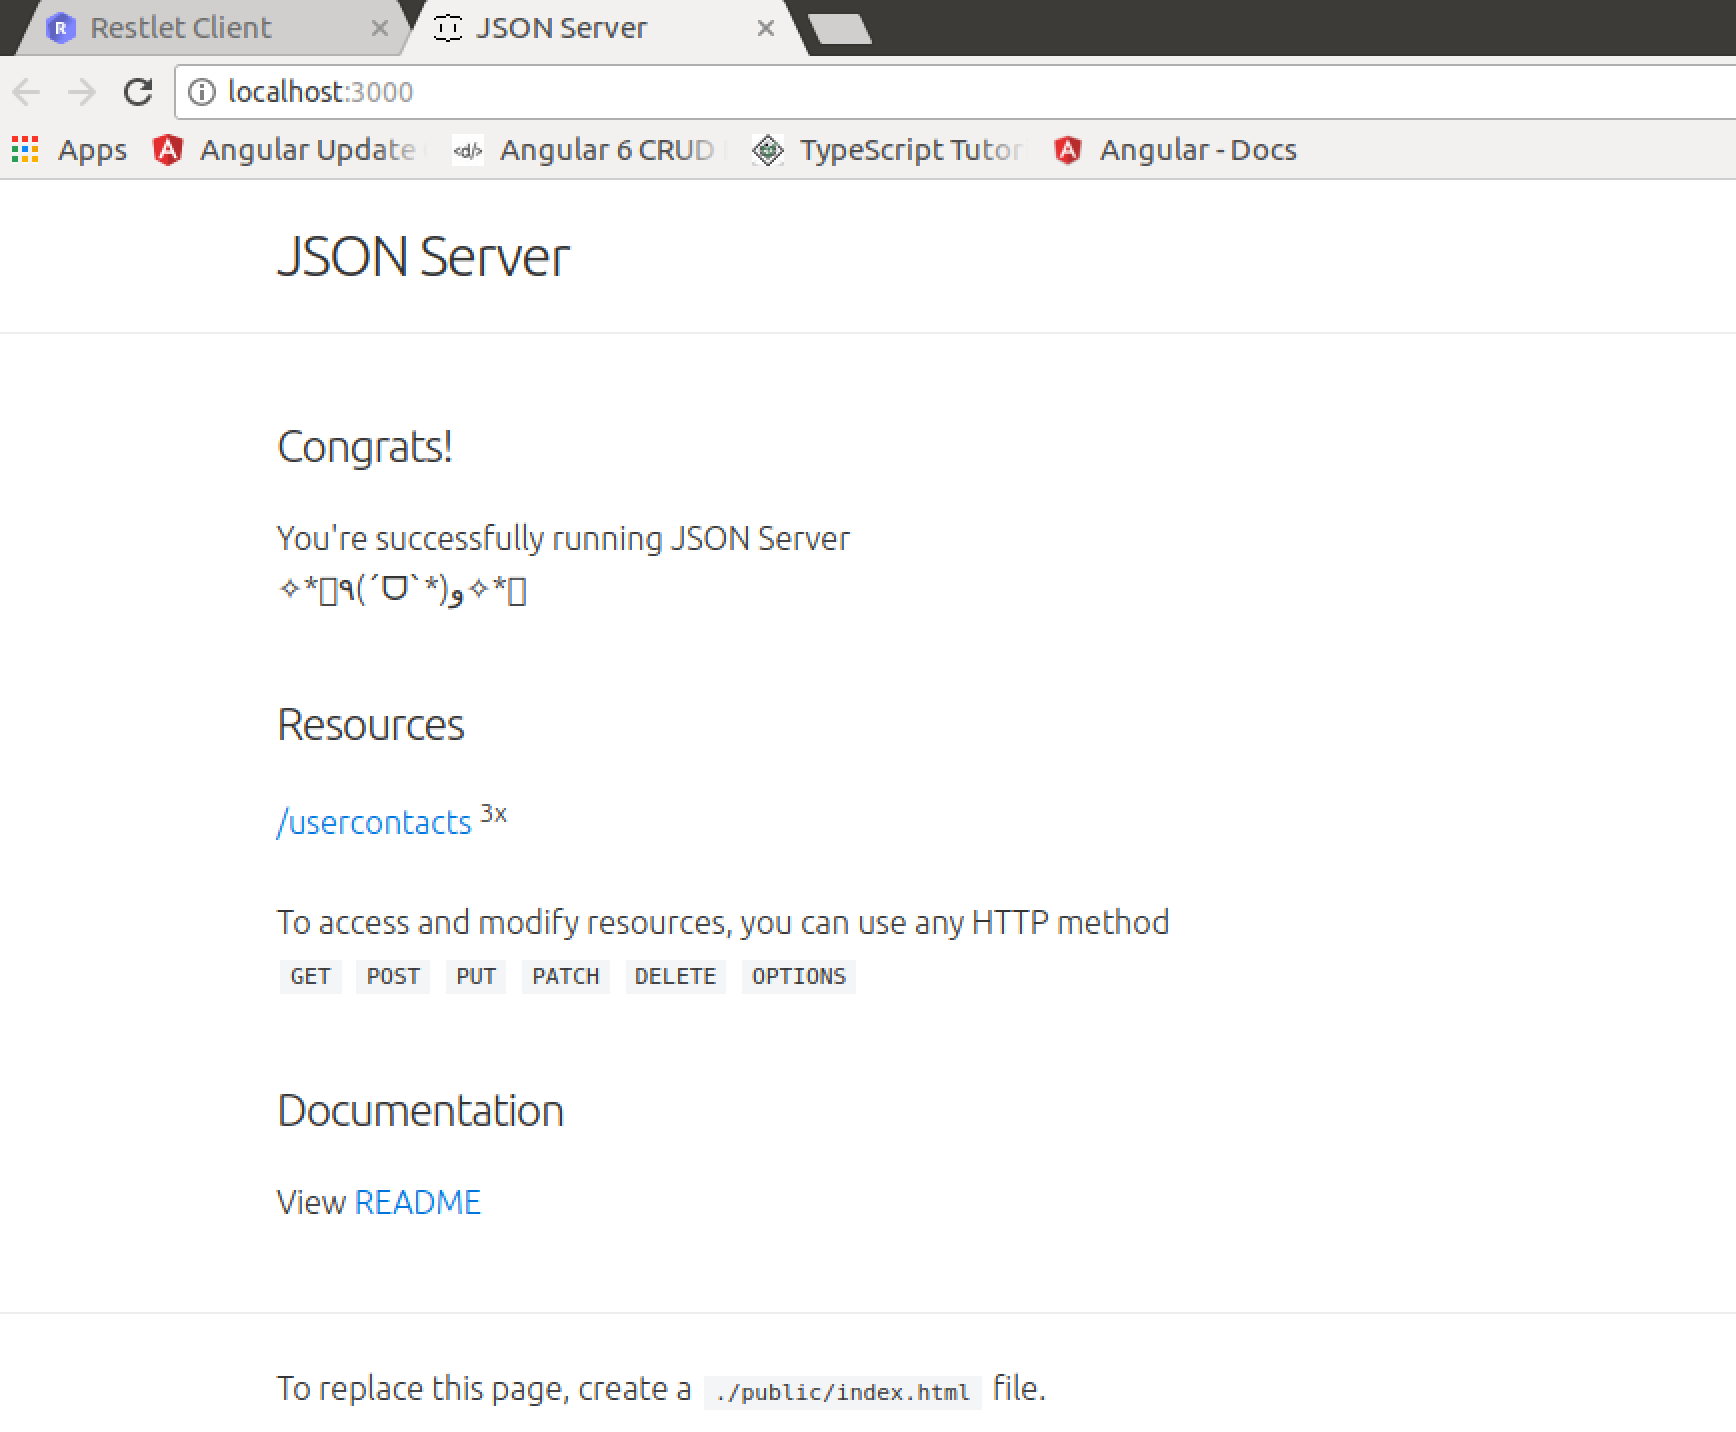 Restlet Client
JSON Server
localhost:3000
Apps
Angular Update
Angular 6 CRUD
TypeScript Tutor
Angular - Docs
JSON Server
Congrats!
You're successfully running JSON Server
✧*▯٩(´ᗜ`*)و✧*▯
Resources
/usercontacts 3x
To access and modify resources, you can use any HTTP method
GET POST PUT PATCH DELETE OPTIONS
Documentation
View README
To replace this page, create a ./public/index.html file.